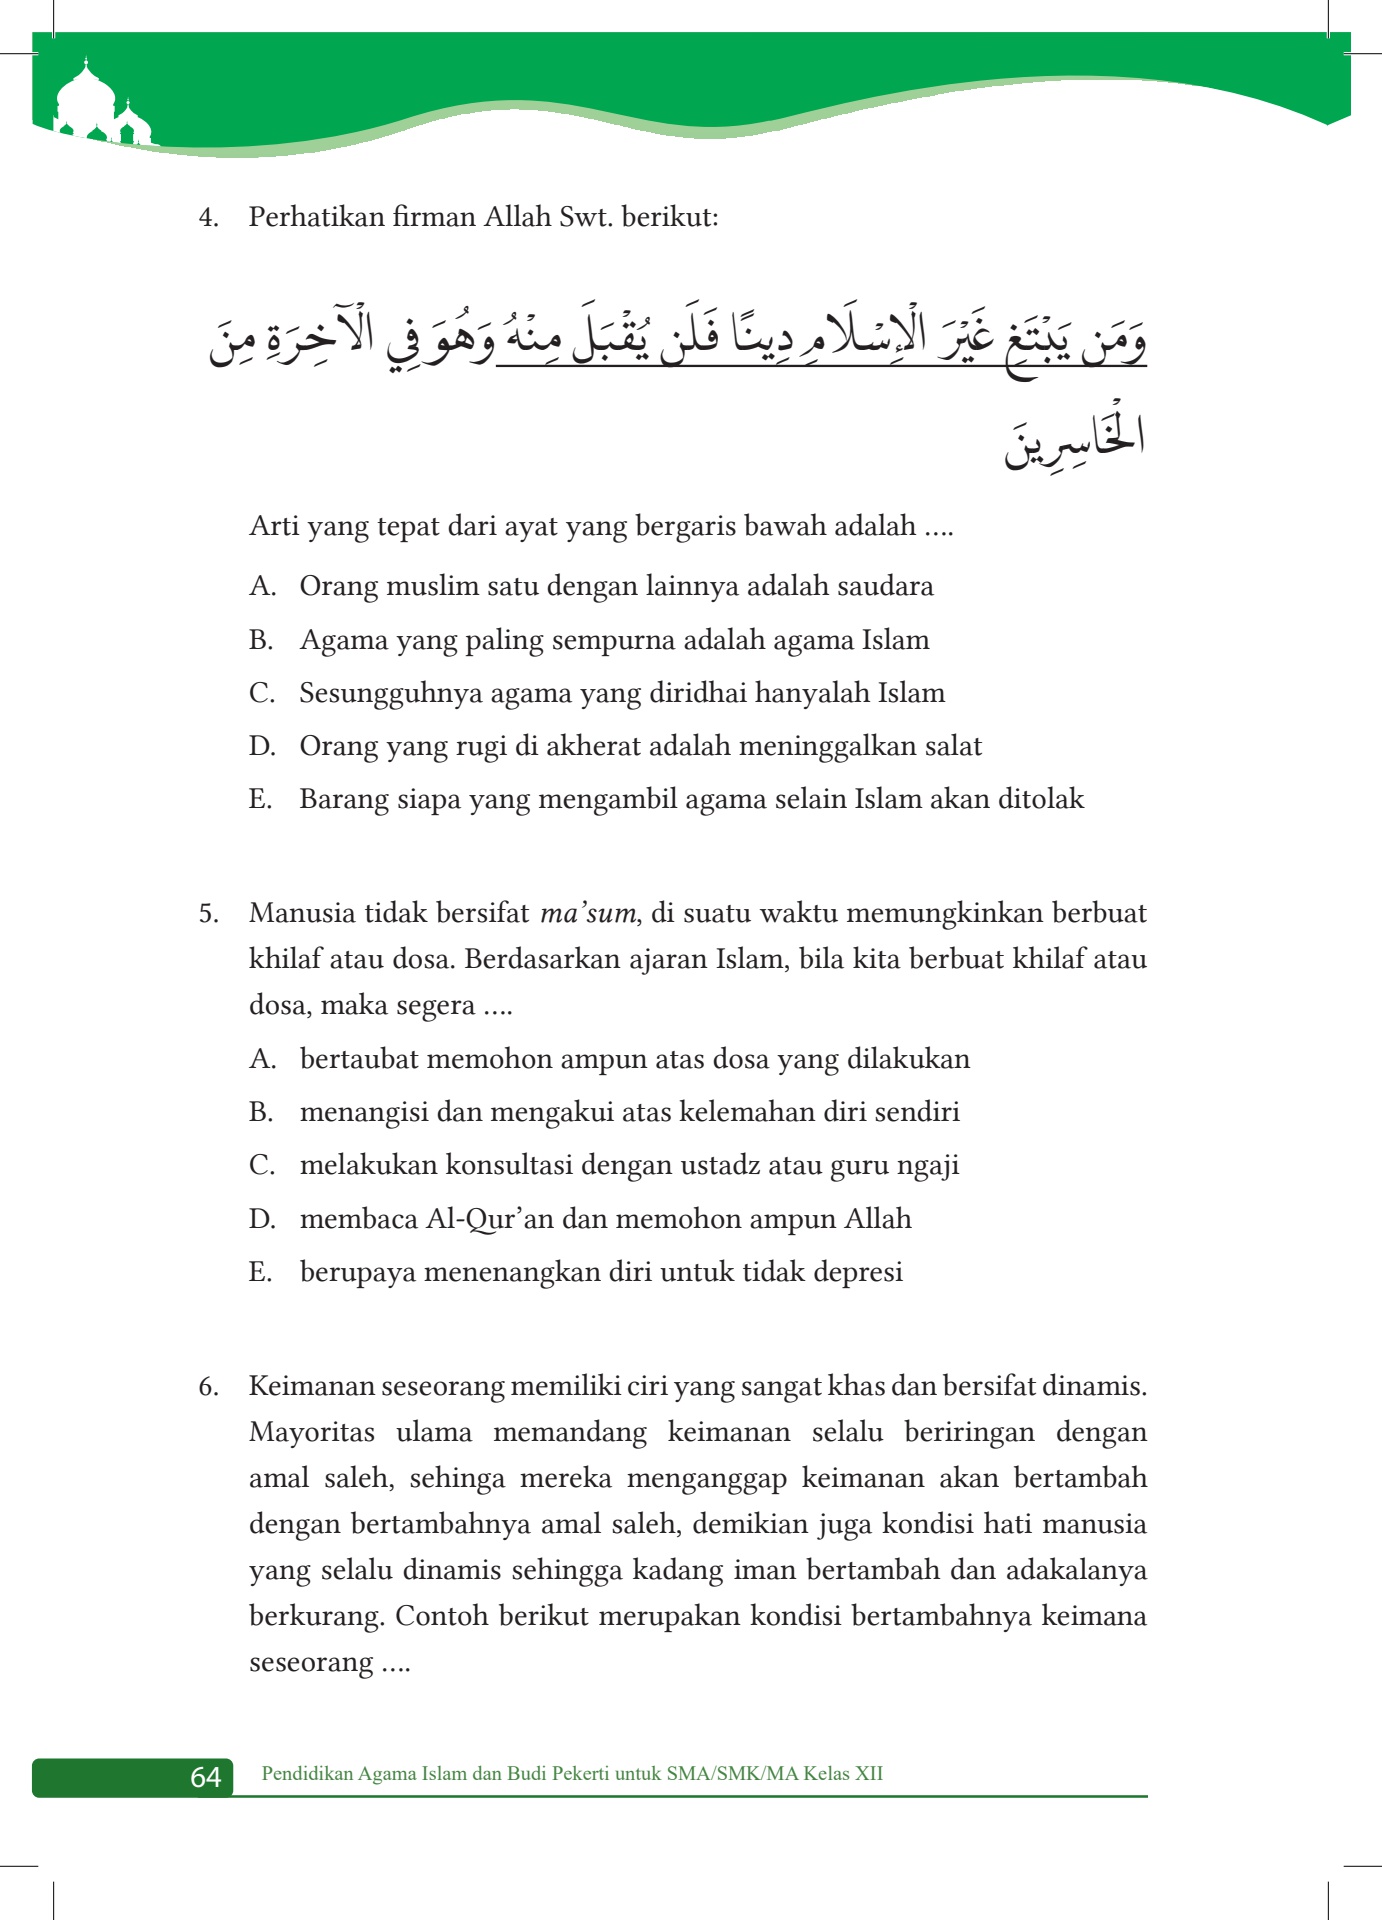 4. Perhatikan firman Allah Swt. berikut:
وَمَن يَبْتَغِ غَيْرَ الْإِسْلَامِ دِينًا فَلَن يُقْبَلَ مِنْهُ وَهُوَ فِي الْآخِرَةِ مِنَ
الْخَاسِرِينَ
Arti yang tepat dari ayat yang bergaris bawah adalah ....
A. Orang muslim satu dengan lainnya adalah saudara
B. Agama yang paling sempurna adalah agama Islam
C. Sesungguhnya agama yang diridhai hanyalah Islam
D. Orang yang rugi di akherat adalah meninggalkan salat
E. Barang siapa yang mengambil agama selain Islam akan ditolak
5. Manusia tidak bersifat ma’sum, di suatu waktu memungkinkan berbuat
khilaf atau dosa. Berdasarkan ajaran Islam, bila kita berbuat khilaf atau
dosa, maka segera ....
A. bertaubat memohon ampun atas dosa yang dilakukan
B. menangisi dan mengakui atas kelemahan diri sendiri
C. melakukan konsultasi dengan ustadz atau guru ngaji
D. membaca Al-Qur’an dan memohon ampun Allah
E. berupaya menenangkan diri untuk tidak depresi
6. Keimanan seseorang memiliki ciri yang sangat khas dan bersifat dinamis.
Mayoritas ulama memandang keimanan selalu beriringan dengan
amal saleh, sehinga mereka menganggap keimanan akan bertambah
dengan bertambahnya amal saleh, demikian juga kondisi hati manusia
yang selalu dinamis sehingga kadang iman bertambah dan adakalanya
berkurang. Contoh berikut merupakan kondisi bertambahnya keimana
seseorang ....
64 Pendidikan Agama Islam dan Budi Pekerti untuk SMA/SMK/MA Kelas XII